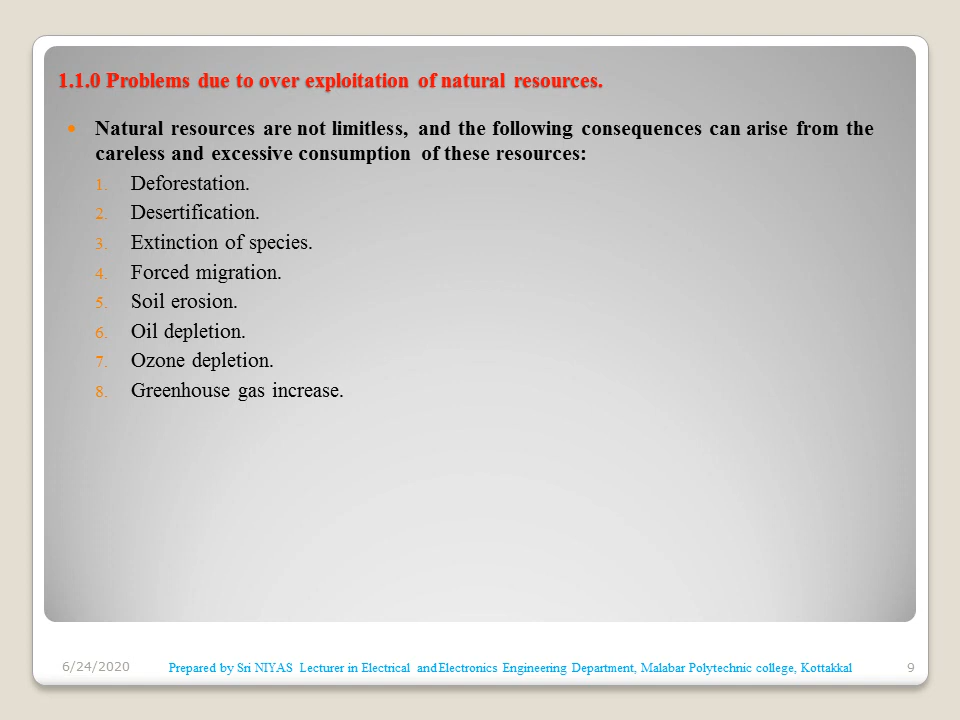 1.1.0 Problems due to over exploitation of natural resources.
• Natural resources are not limitless, and the following consequences can arise from the
careless and excessive consumption of these resources:
1. Deforestation.
2. Desertification.
3. Extinction of species.
4. Forced migration.
5. Soil erosion.
6. Oil depletion.
7. Ozone depletion.
8. Greenhouse gas increase.
6/24/2020 Prepared by Sri NIYAS Lecturer in Electrical and Electronics Engineering Department, Malabar Polytechnic college, Kottakkal 9